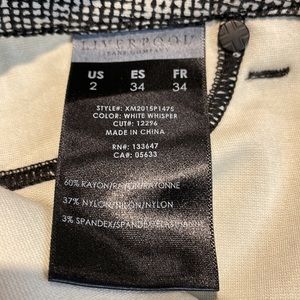 LIVERPOOL
JEANS COMPANY
US ES FR
2 34 34
STYLE#: XM2015P1475
COLOR: WHITE WHISPER
CUT#: 12296
MADE IN CHINA
RN#: 133647
CA#: 05633
60% RAYON/RAYON/RAYONNE
37% NYLON/NILON/NYLON
3% SPANDEX/SPANDEX/ELASTHANNE